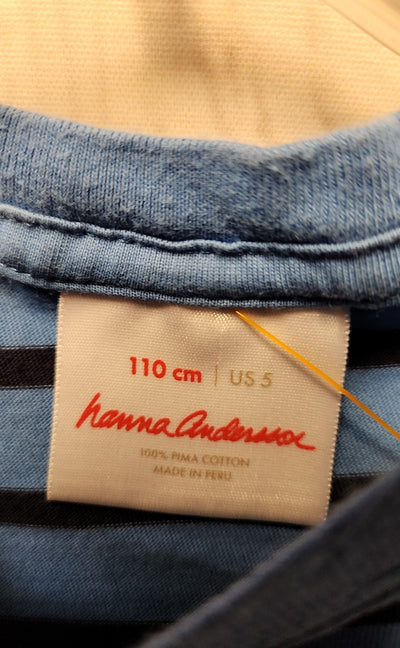 110 cm | US 5
hanna andersson
100% PIMA COTTON
MADE IN PERU